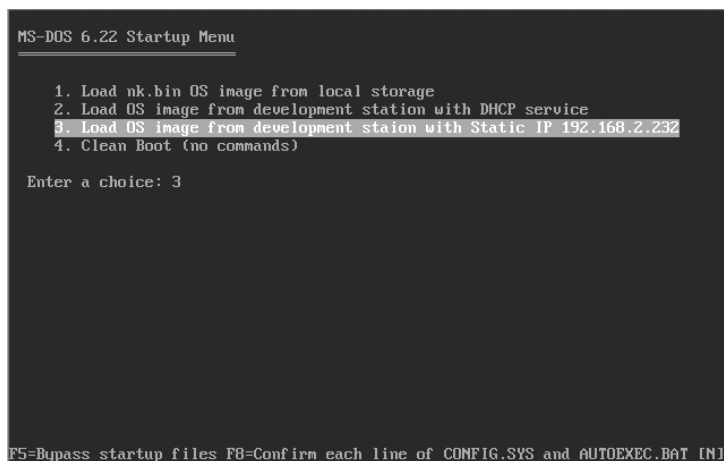 MS-DOS 6.22 Startup Menu
1. Load nk.bin OS image from local storage
2. Load OS image from development station with DHCP service
3. Load OS image from development staion with Static IP 192.168.2.232
4. Clean Boot (no commands)
Enter a choice: 3
F5=Bypass startup files F8=Confirm each line of CONFIG.SYS and AUTOEXEC.BAT [N]